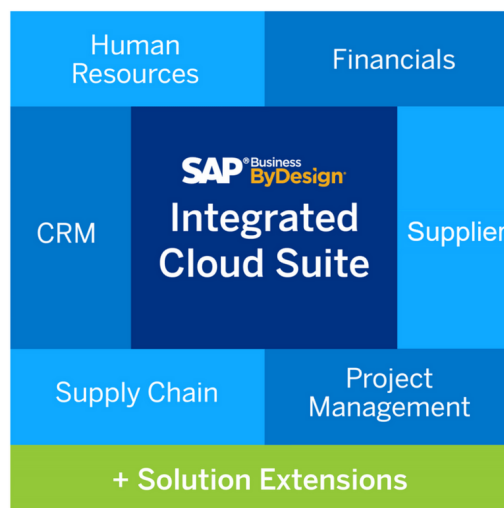 Human
Resources
Financials
CRM
SAP® Business
ByDesign
Integrated
Cloud Suite
Supplier
Supply Chain
Project
Management
+ Solution Extensions